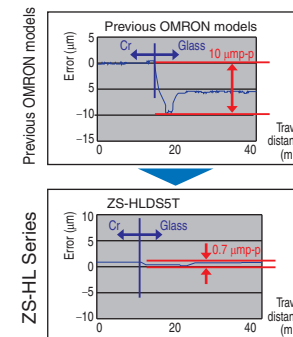 Previous OMRON models
Previous OMRON models
Error (μm)
5
0
5
−10
−15
Cr
Glass
10 μmp-p
0
20
40
Trav
distan
(m
ZS-HL Series
ZS-HLDS5T
Error (μm)
10
5
0
−5
−10
Cr
Glass
0.7 μmp-p
0
20
40
Trav
distan
(m